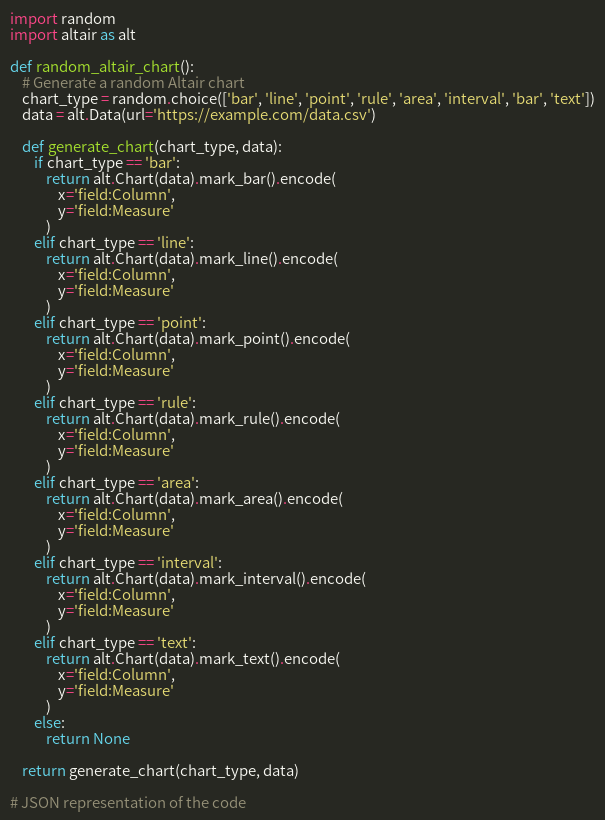 import random
import altair as alt

def random_altair_chart():
    # Generate a random Altair chart
    chart_type = random.choice(['bar', 'line', 'point', 'rule', 'area', 'interval', 'bar', 'text'])
    data = alt.Data(url='https://example.com/data.csv')

    def generate_chart(chart_type, data):
        if chart_type == 'bar':
            return alt.Chart(data).mark_bar().encode(
                x='field:Column',
                y='field:Measure'
            )
        elif chart_type == 'line':
            return alt.Chart(data).mark_line().encode(
                x='field:Column',
                y='field:Measure'
            )
        elif chart_type == 'point':
            return alt.Chart(data).mark_point().encode(
                x='field:Column',
                y='field:Measure'
            )
        elif chart_type == 'rule':
            return alt.Chart(data).mark_rule().encode(
                x='field:Column',
                y='field:Measure'
            )
        elif chart_type == 'area':
            return alt.Chart(data).mark_area().encode(
                x='field:Column',
                y='field:Measure'
            )
        elif chart_type == 'interval':
            return alt.Chart(data).mark_interval().encode(
                x='field:Column',
                y='field:Measure'
            )
        elif chart_type == 'text':
            return alt.Chart(data).mark_text().encode(
                x='field:Column',
                y='field:Measure'
            )
        else:
            return None

    return generate_chart(chart_type, data)

# JSON representation of the code